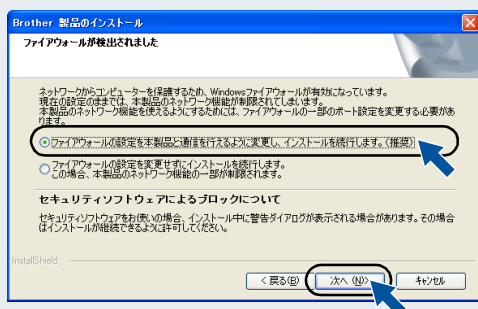 Brother 製品のインストール
ファイアウォールが検出されました
ネットワークからコンピューターを保護するため、Windowsファイアウォールが有効になっています。
現在の設定のままでは、本製品のネットワーク機能が制限されてしまいます。
本製品のネットワーク機能を使えるようにするためには、ファイアウォールの一部のポート設定を変更する必要があ
ります。
ファイアウォールの設定を本製品と通信を行えるように変更し、インストールを続行します。(推奨)
ファイアウォールの設定を変更せずにインストールを続行します。
この場合、本製品のネットワーク機能の一部が制限されます。
セキュリティソフトウェアによるブロックについて
セキュリティソフトウェアをお使いの場合、インストール中に警告ダイアログが表示される場合があります。その場合
はインストールが継続できるように許可してください。
InstallShield
< 戻る(B)
次へ (N)>
キャンセル